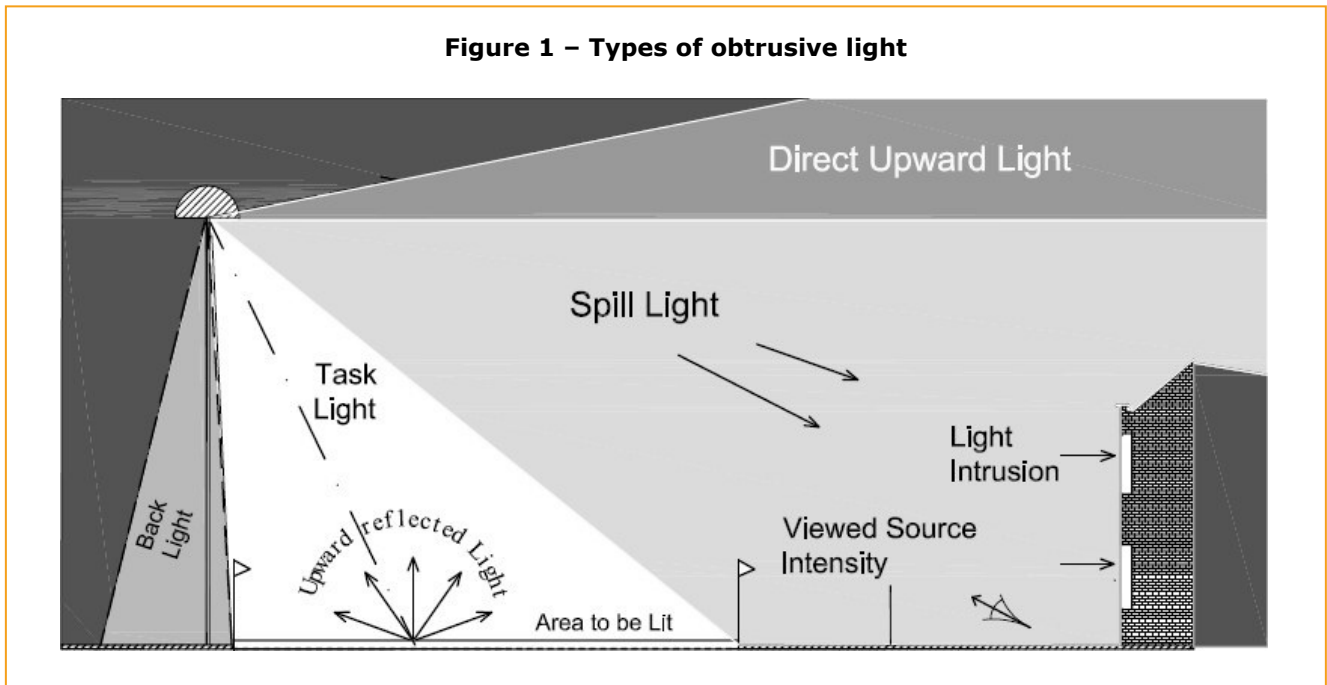 Figure 1 – Types of obtrusive light
Direct Upward Light
Spill Light
Task
Light
Light
Intrusion
Back
Light
Upward reflected Light
Viewed Source
Intensity
Area to be Lit